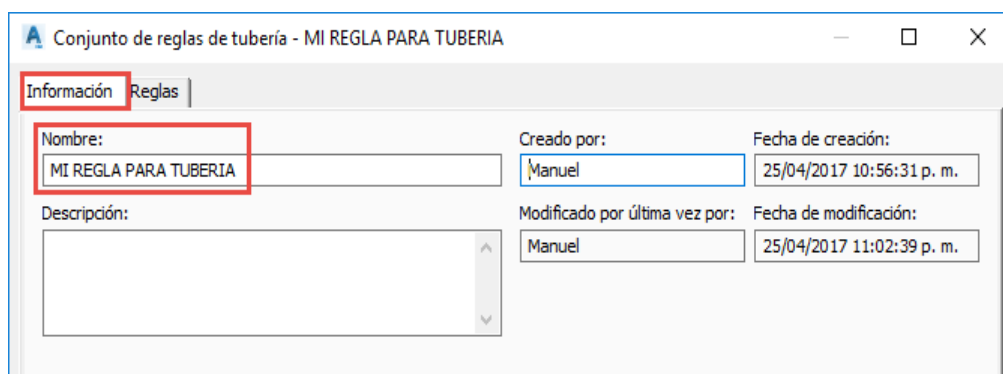 Conjunto de reglas de tubería - MI REGLA PARA TUBERIA
Información Reglas
Nombre: Creado por: Fecha de creación:
MI REGLA PARA TUBERIA Manuel 25/04/2017 10:56:31 p. m.
Descripción: Modificado por última vez por: Fecha de modificación:
Manuel 25/04/2017 11:02:39 p. m.